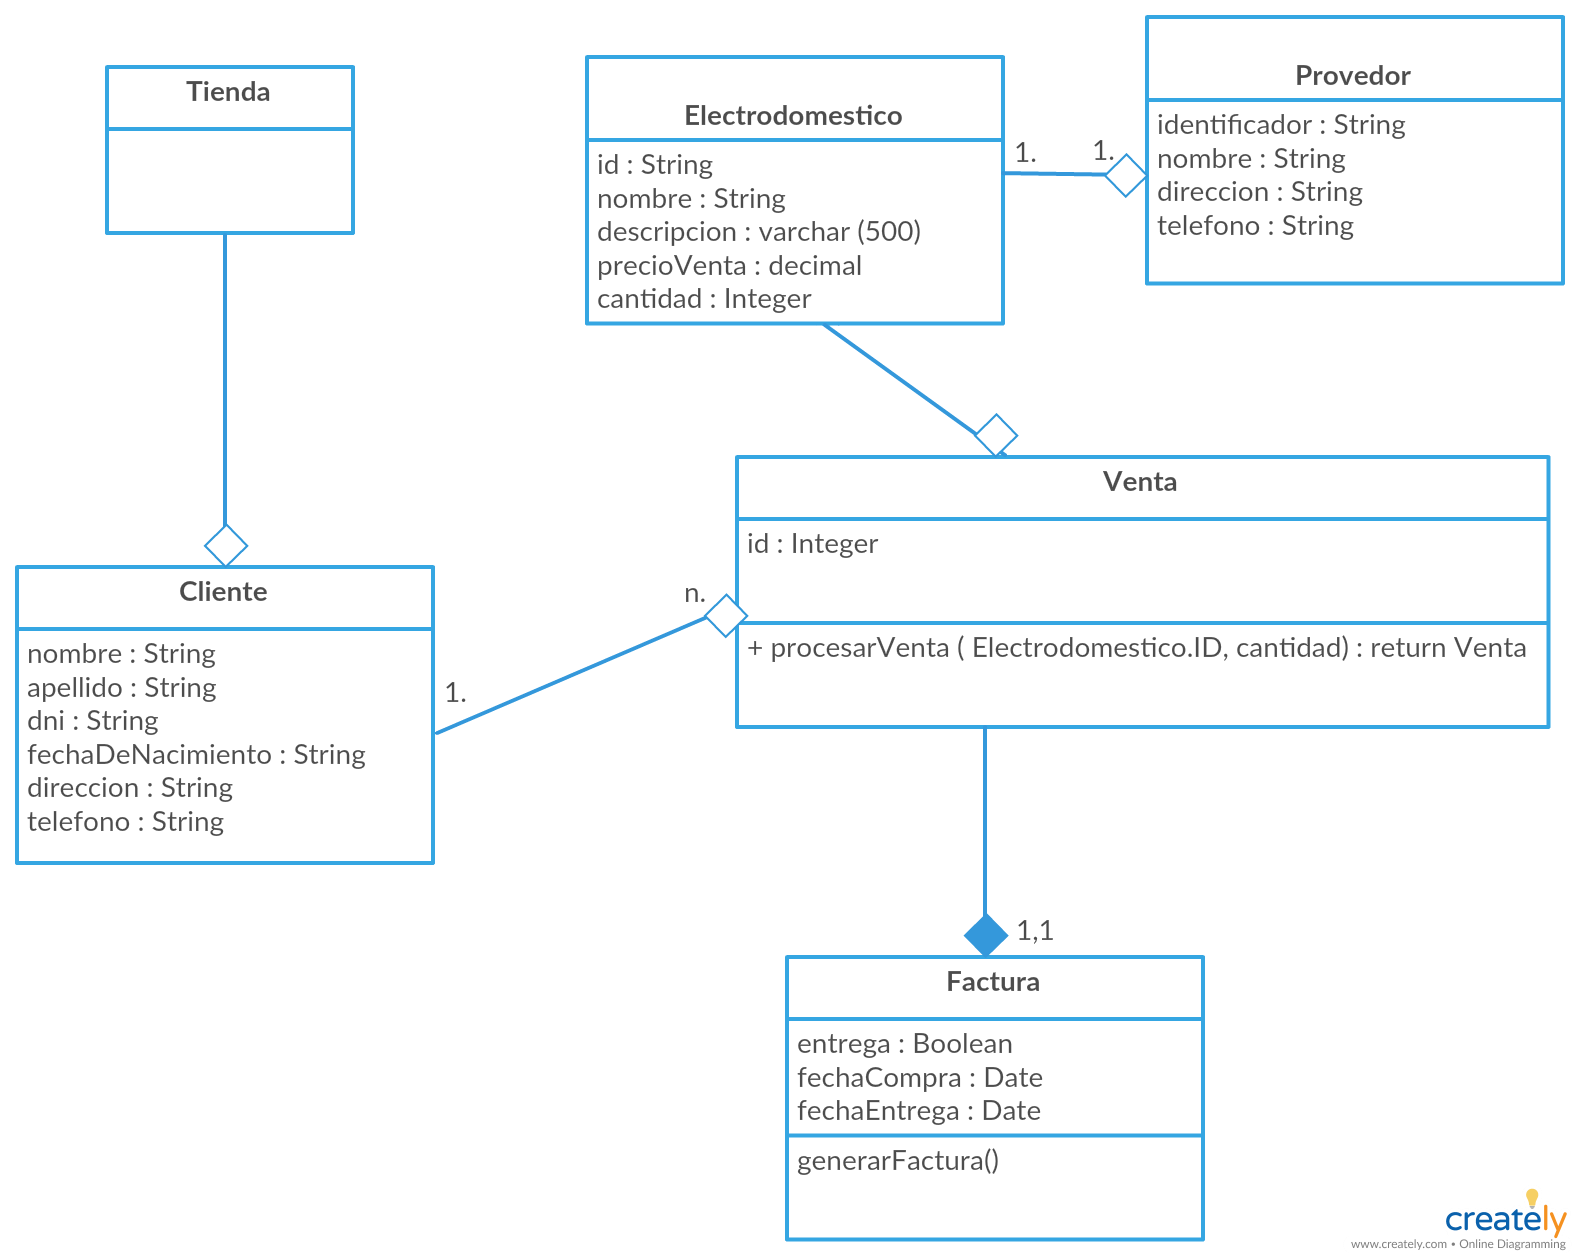 Tienda
Electrodomestico
id : String
nombre : String
descripcion : varchar (500)
precioVenta : decimal
cantidad : Integer
1.
1.
Provedor
identificador : String
nombre : String
direccion : String
telefono : String
Cliente
nombre : String
apellido : String
dni : String
fechaDeNacimiento : String
direccion : String
telefono : String
1.
n.
Venta
id : Integer
+ procesarVenta ( Electrodomestico.ID, cantidad) : return Venta
1,1
Factura
entrega : Boolean
fechaCompra : Date
fechaEntrega : Date
generarFactura()
creately
www.creately.com • Online Diagramming